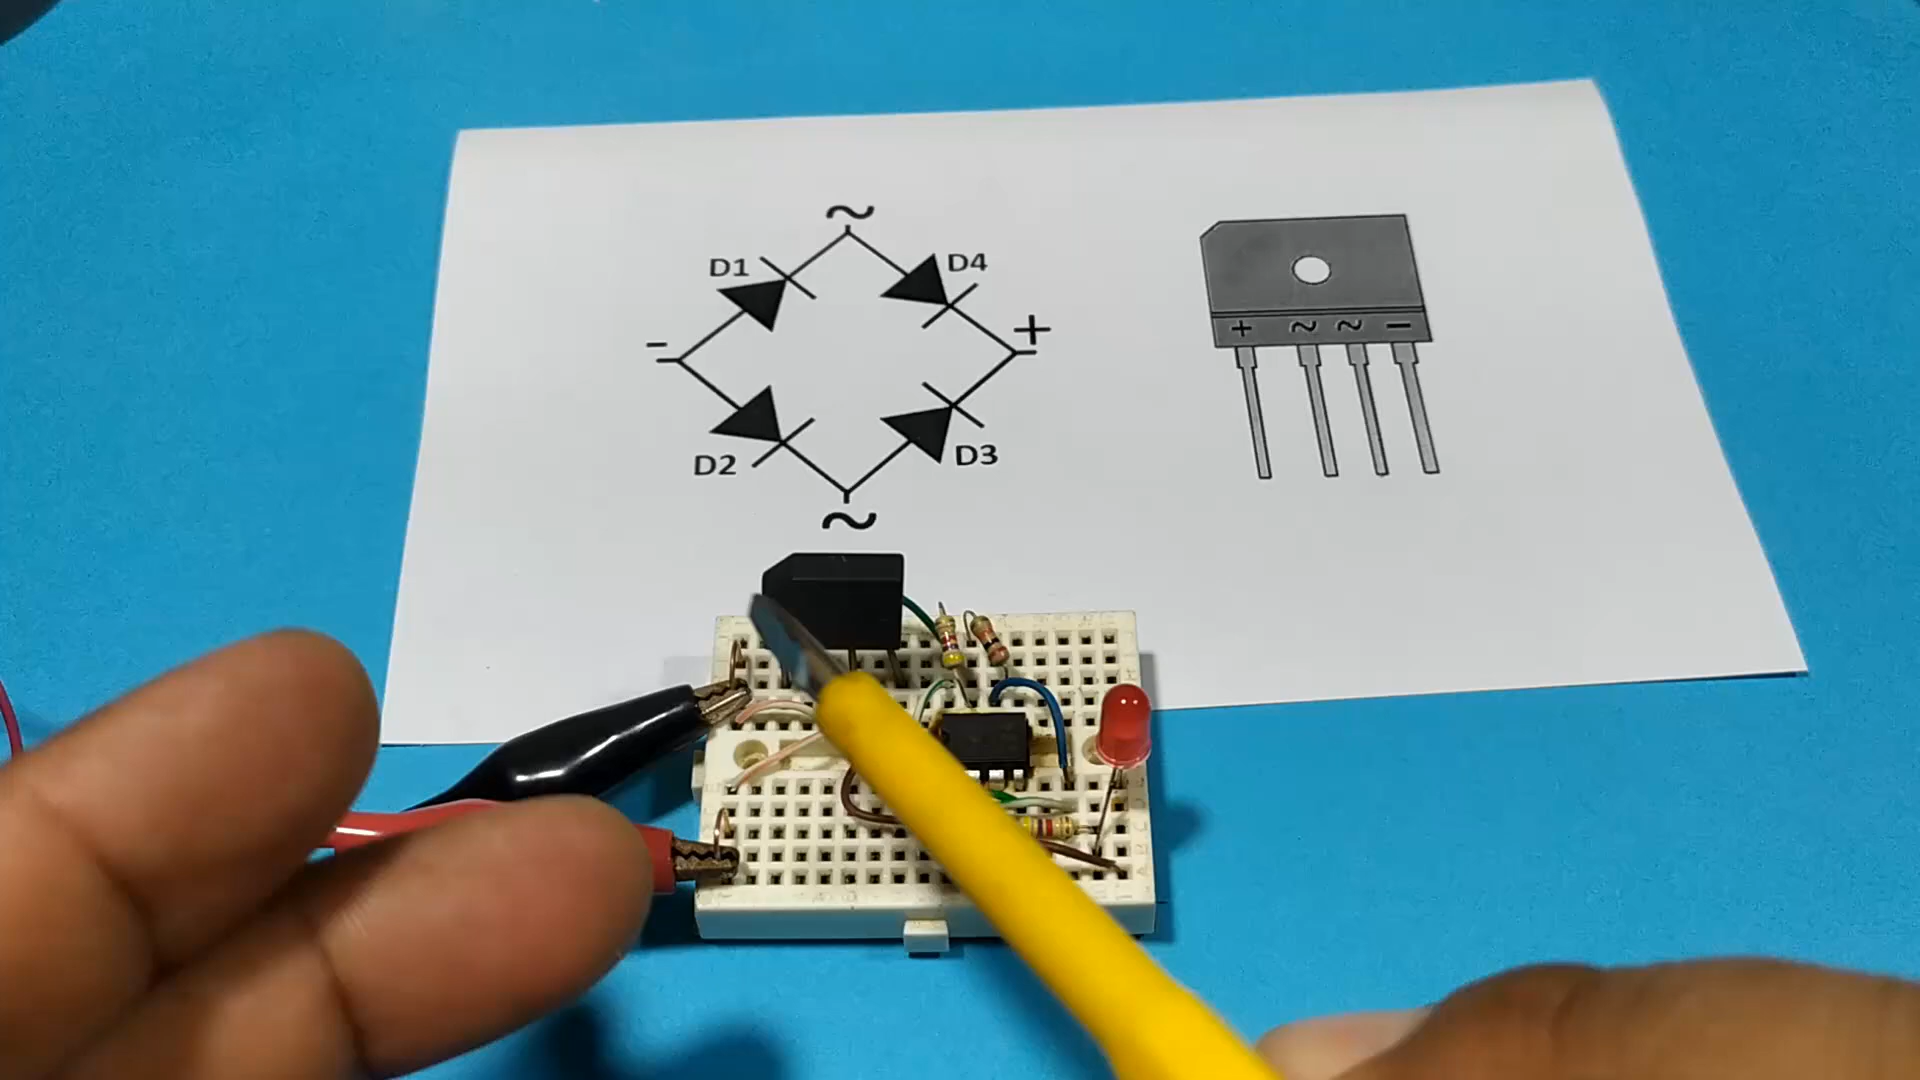 ~
D1 D4
- +
D2 D3
~
+ ~ ~ -